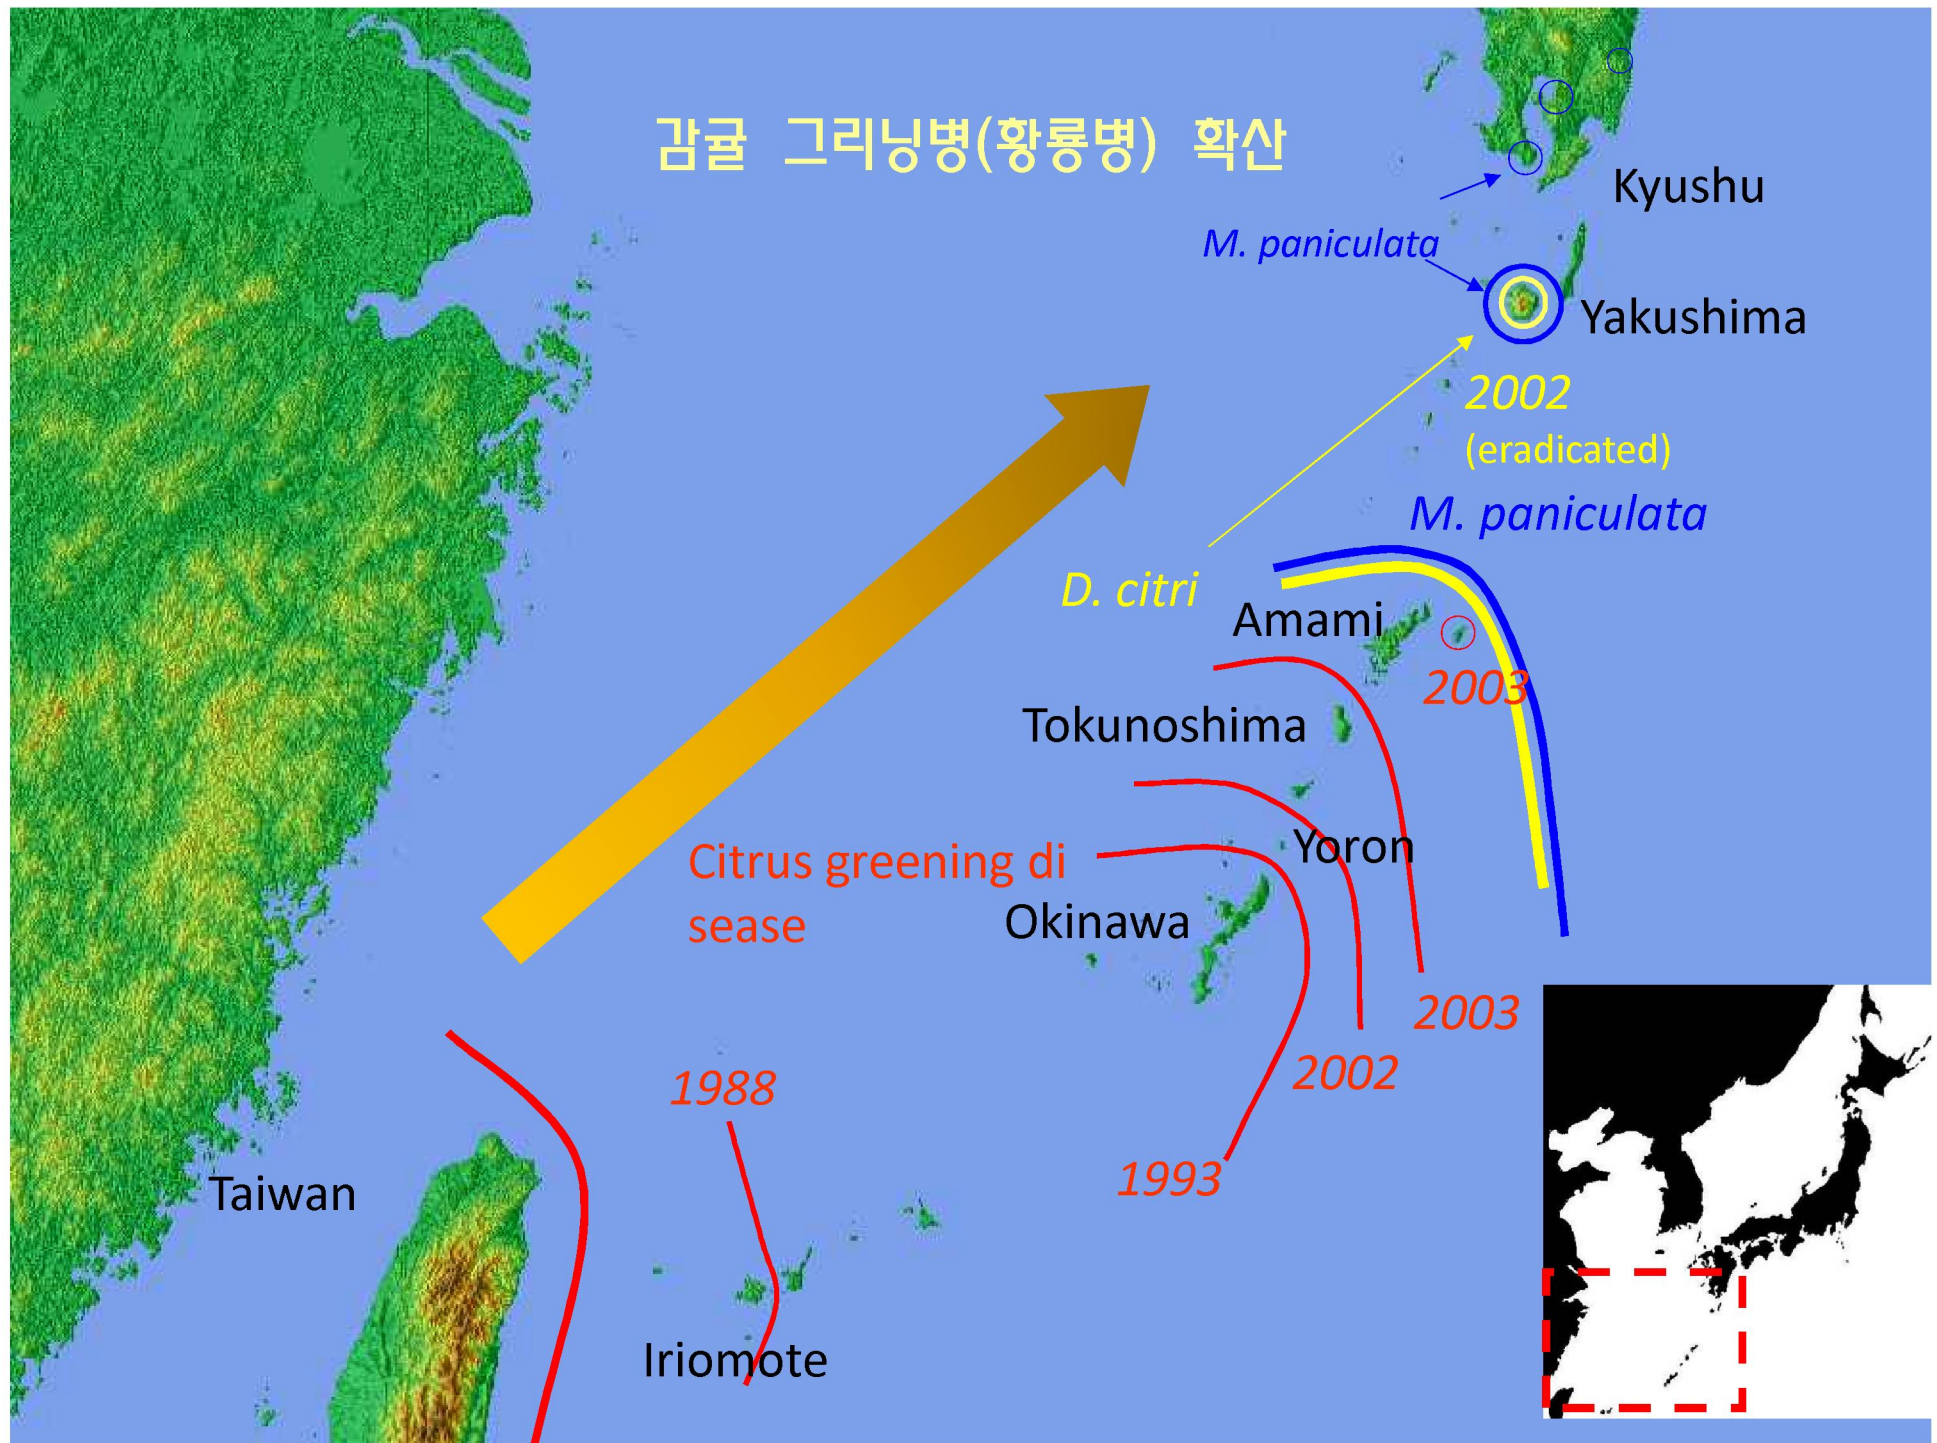 감귤 그리닝병(황룡병) 확산
Kyushu
M. paniculata
Yakushima
2002
(eradicated)
M. paniculata
D. citri
Amami
2003
Tokunoshima
Yoron
Citrus greening di
sease
Okinawa
2003
2002
1988
1993
Taiwan
Iriomote